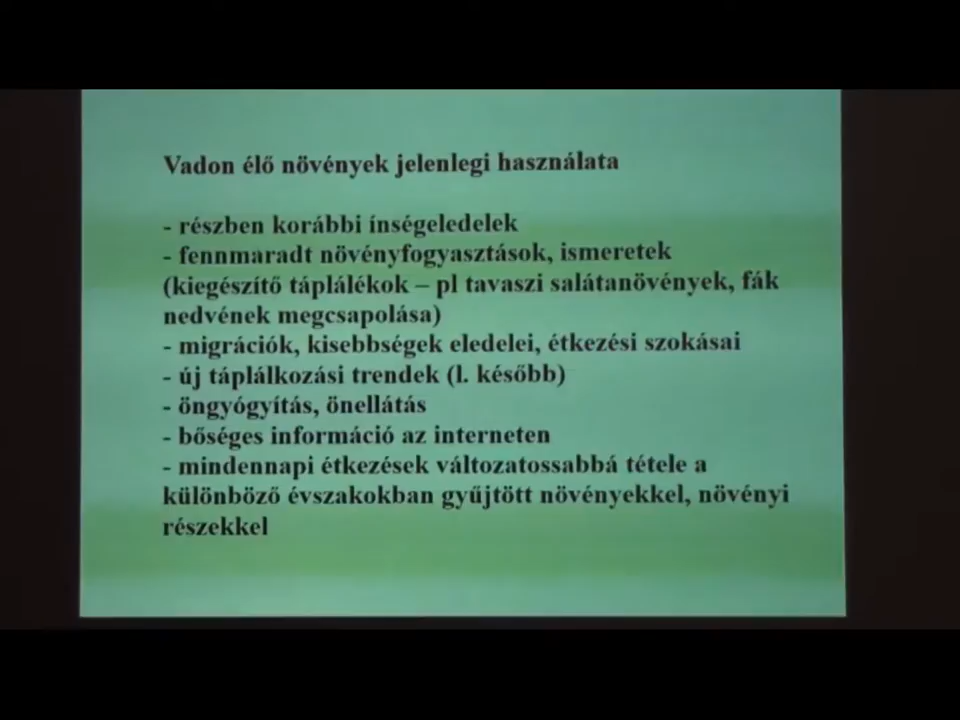 Vadon élő növények jelenlegi használata
- részben korábbi ínségeledelek
- fennmaradt növényfogyasztások, ismeretek
(kiegészítő táplálékok – pl tavaszi salátanövények, fák
nedvének megcsapolása)
- migrációk, kisebbségek eledelei, étkezési szokásai
- új táplálkozási trendek (l. később)
- öngyógyítás, önellátás
- bőséges információ az interneten
- mindennapi étkezések változatossabbá tétele a
különböző évszakokban gyűjtött növényekkel, növényi
részekkel